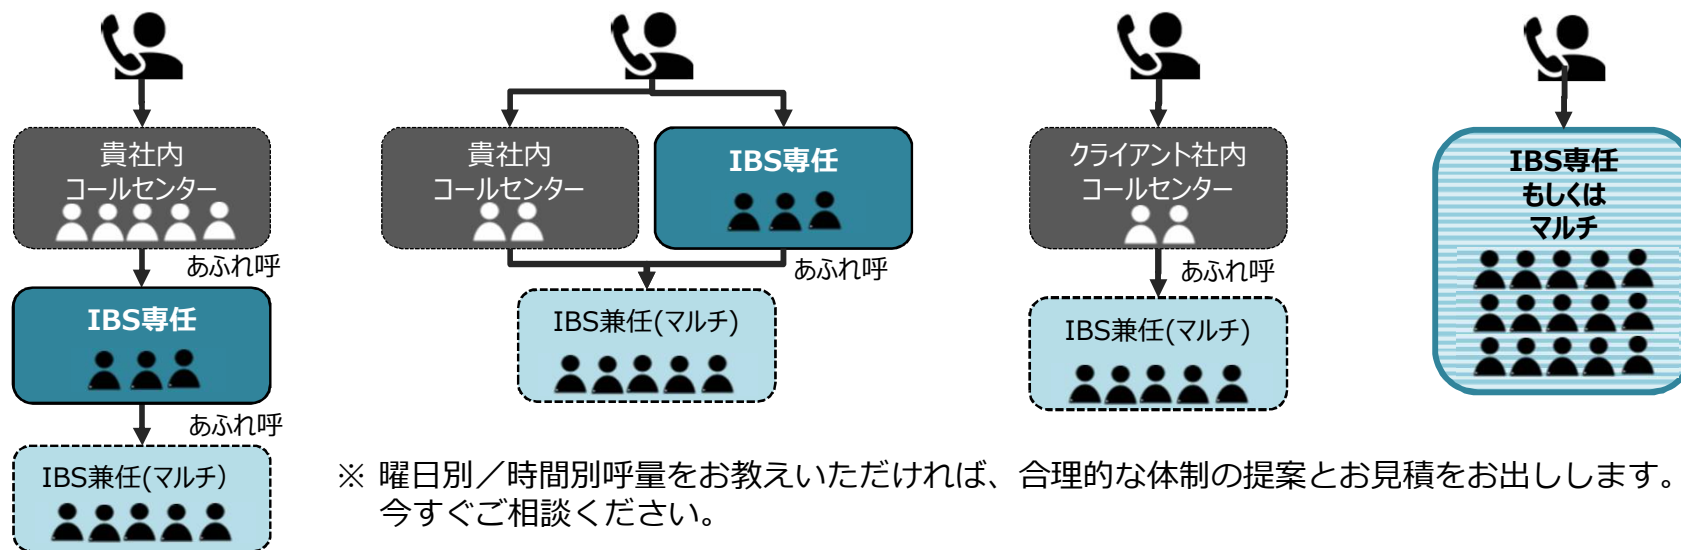 貴社内
コールセンター
あふれ呼
IBS専任
あふれ呼
IBS兼任(マルチ)
貴社内
コールセンター
IBS専任
あふれ呼
IBS兼任(マルチ)
クライアント社内
コールセンター
あふれ呼
IBS兼任(マルチ)
IBS専任
もしくは
マルチ
※ 曜日別／時間別呼量をお教えいただければ、合理的な体制の提案とお見積をお出しします。
今すぐご相談ください。